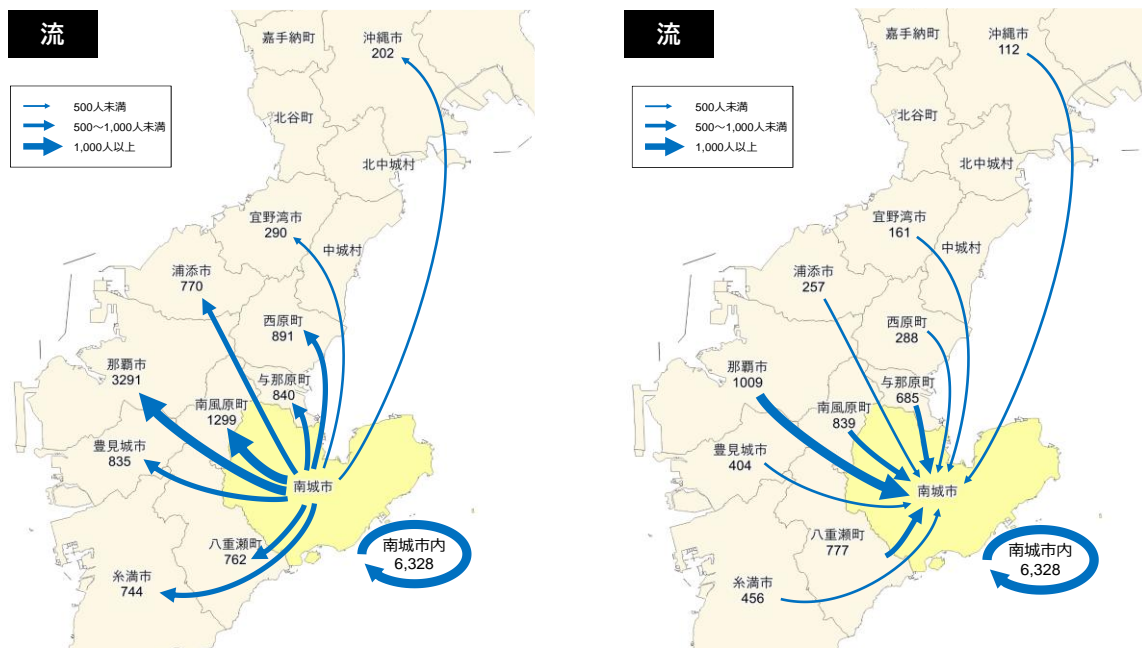 流
500人未満
500～1,000人未満
1,000人以上
嘉手納町
沖縄市
202
北谷町
北中城村
宜野湾市
290
中城村
浦添市
770
西原町
891
那覇市
3291
与那原町
840
南風原町
1299
豊見城市
835
南城市
八重瀬町
762
糸満市
744
南城市内
6,328
流
500人未満
500～1,000人未満
1,000人以上
嘉手納町
沖縄市
112
北谷町
北中城村
宜野湾市
161
中城村
浦添市
257
西原町
288
那覇市
1009
与那原町
685
南風原町
839
豊見城市
404
南城市
八重瀬町
777
糸満市
456
南城市内
6,328